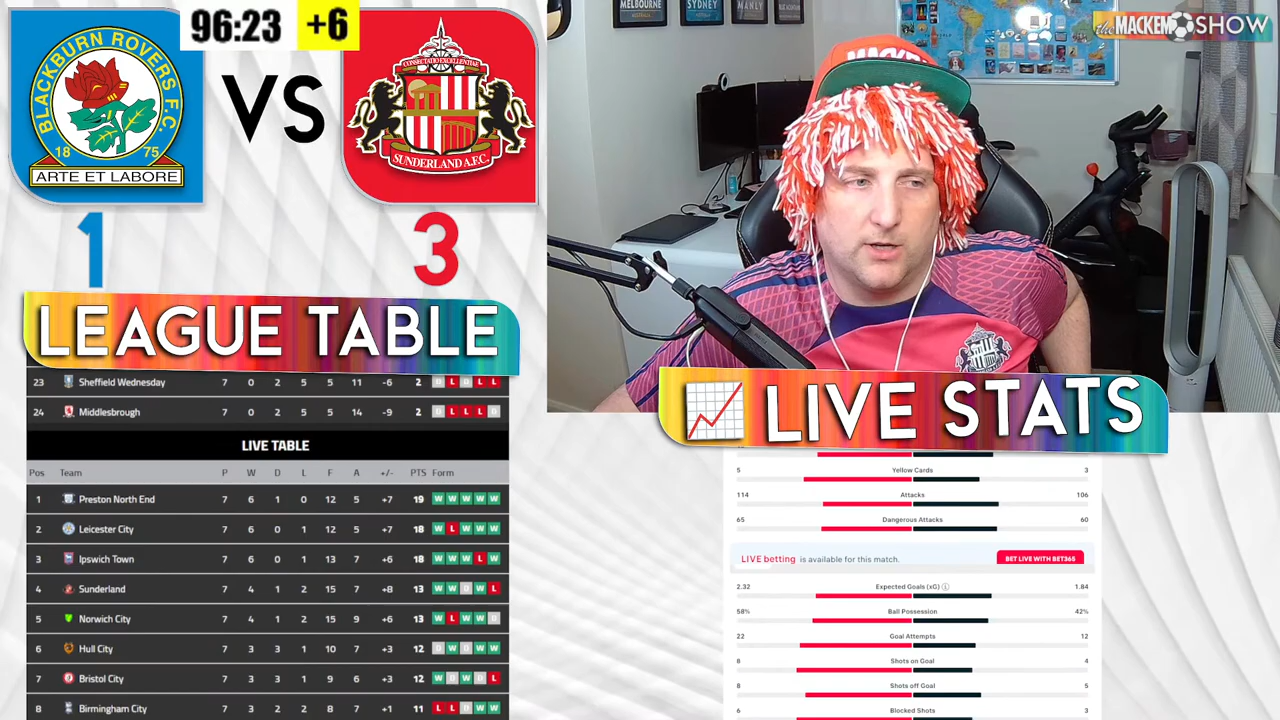 96:23 +6
BLACKBURN ROVERS F.C.
18 75
ARTE ET LABORE
VS
CONSECTATIO EXCELLENTIAE
SUNDERLAND A.F.C.
1 3
MELBOURNE
AUSTRALIA
SYDNEY
AUSTRALIA
MANLY
the MACKEM SHOW
MACKEM
LEAGUE TABLE
23 Sheffield Wednesday 7 0 2 5 5 11 -6 2 D L D L L
24 Middlesbrough 7 0 2 5 5 14 -9 2 D L L L D
LIVE TABLE
Pos Team P W D L F A +/- PTS Form
1 Preston North End 7 6 1 0 12 5 +7 19 W W W W W
2 Leicester City 7 6 0 1 12 5 +7 18 W L W W W
3 Ipswich Town 7 6 0 1 13 7 +6 18 W W W L W
4 Sunderland 7 4 1 2 15 7 +8 13 W W D W L
5 Norwich City 7 4 1 2 15 9 +6 13 W L W W D
6 Hull City 7 3 3 1 10 7 +3 12 D W D W W
7 Bristol City 7 3 3 1 9 6 +3 12 W D W D L
8 Birmingham City 7 3 2 2 8 7 +1 11 L L D W W
LIVE STATS
5 Yellow Cards 3
114 Attacks 106
65 Dangerous Attacks 60
LIVE betting is available for this match. BET LIVE WITH BET365
2.32 Expected Goals (xG) 1.84
58% Ball Possession 42%
22 Goal Attempts 12
8 Shots on Goal 4
8 Shots off Goal 5
6 Blocked Shots 3